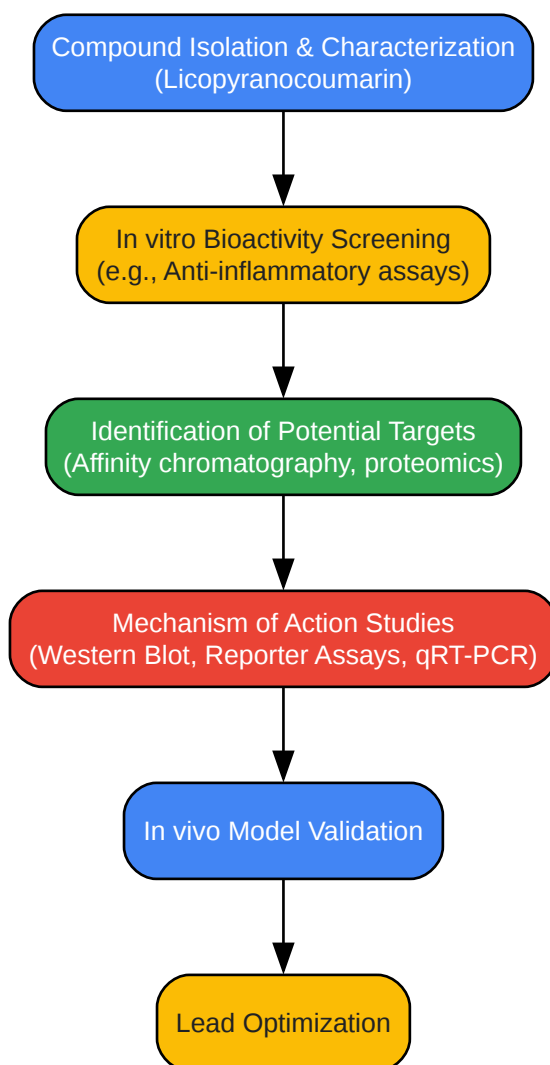 Compound Isolation & Characterization
(Licopyranocoumarin)
In vitro Bioactivity Screening
(e.g., Anti-inflammatory assays)
Identification of Potential Targets
(Affinity chromatography, proteomics)
Mechanism of Action Studies
(Western Blot, Reporter Assays, qRT-PCR)
In vivo Model Validation
Lead Optimization